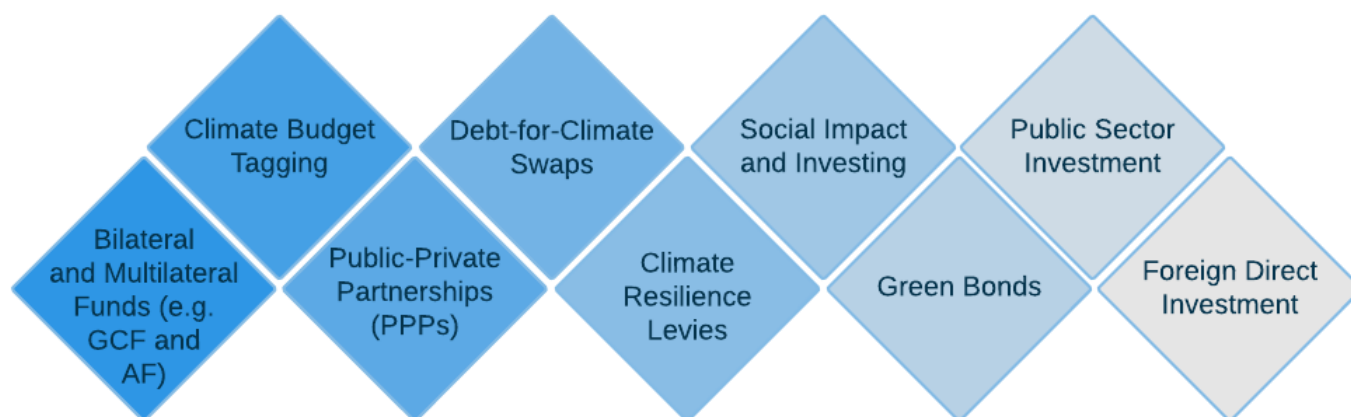 Climate Budget
Tagging
Debt-for-Climate
Swaps
Social Impact
and Investing
Public Sector
Investment
Bilateral
and Multilateral
Funds (e.g.
GCF and
AF)
Public-Private
Partnerships
(PPPs)
Climate
Resilience
Levies
Green Bonds
Foreign Direct
Investment